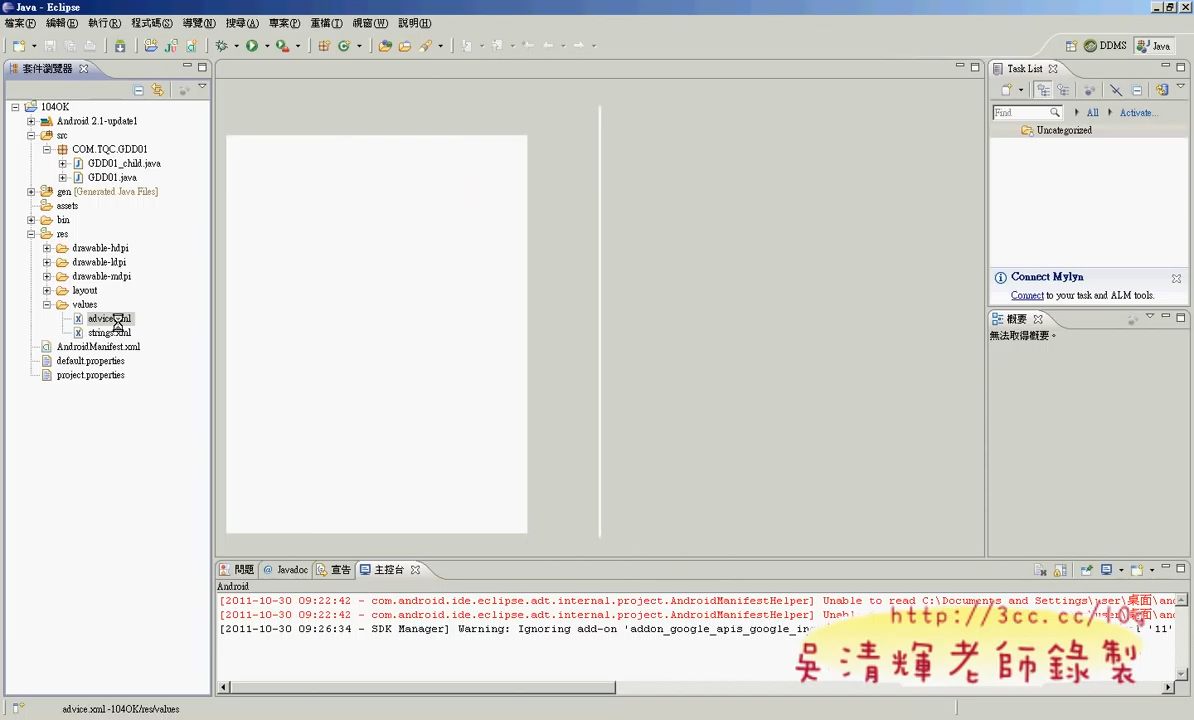 Java - Eclipse
檔案(F) 編輯(E) 執行(R) 程式碼(S) 導覽(N) 搜尋(A) 專案(P) 重構(T) 視窗(W) 說明(H)
DDMS Java
套件瀏覽器
104OK
Android 2.1-update1
src
COM.TQC.GDD01
GDD01_child.java
GDD01.java
gen [Generated Java Files]
assets
bin
res
drawable-hdpi
drawable-ldpi
drawable-mdpi
layout
values
advice.xml
strings.xml
AndroidManifest.xml
default.properties
project.properties
Task List
Find All Activate...
Uncategorized
Connect Mylyn
Connect to your task and ALM tools.
概要
無法取得概要。
問題 @ Javadoc 宣告 主控台
Android
[2011-10-30 09:22:42 - com.android.ide.eclipse.adt.internal.project.AndroidManifestHelper] Unable to read C:\Documents and Settings\user\桌面\and
[2011-10-30 09:22:42 - com.android.ide.eclipse.adt.internal.project.AndroidManifestHelper] Unabl
[2011-10-30 09:26:34 - SDK Manager] Warning: Ignoring add-on 'addon_google_apis_google_in '11'
http://3cc.cc/104
吳清輝老師錄製
advice.xml - 104OK/res/values